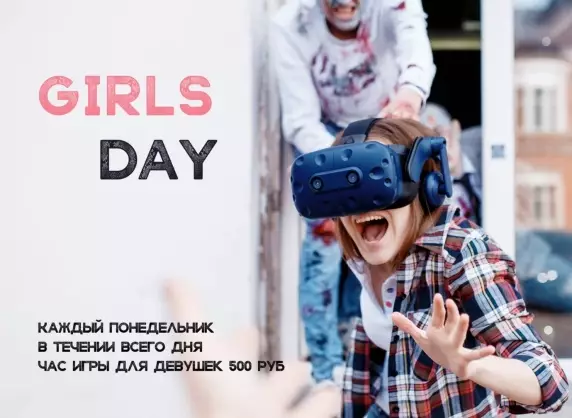 GIRLS
DAY
КАЖДЫЙ ПОНЕДЕЛЬНИК
В ТЕЧЕНИИ ВСЕГО ДНЯ
ЧАС ИГРЫ ДЛЯ ДЕВУШЕК 500 РУБ